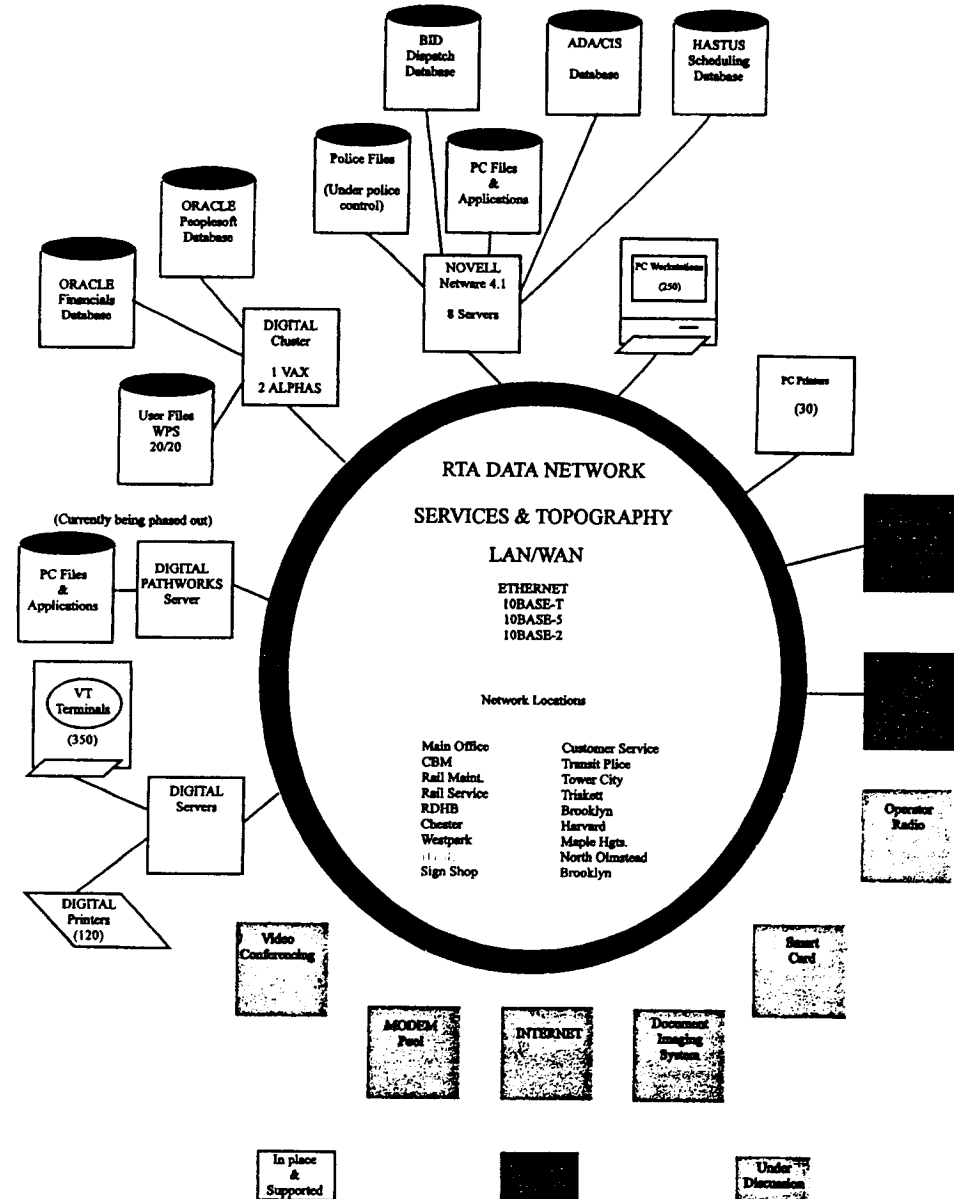 BID
Dispatch
Database
ADA/CIS
Database
HASTUS
Scheduling
Database
Police Files
(Under police
control)
PC Files
&
Applications
ORACLE
Peoplesoft
Database
ORACLE
Financials
Database
NOVELL
Netware 4.1
8 Servers
PC Workstations
(250)
DIGITAL
Cluster
1 VAX
2 ALPHAS
PC Printers
(30)
User Files
WPS
20/20
RTA DATA NETWORK
SERVICES & TOPOGRAPHY
LAN/WAN
ETHERNET
10BASE-T
10BASE-5
10BASE-2
(Currently being phased out)
PC Files
&
Applications
DIGITAL
PATHWORKS
Server
VT
Terminals
(350)
DIGITAL
Servers
DIGITAL
Printers
(120)
Network Locations
Main Office
CBM
Rail Maint.
Rail Service
RDHB
Chester
Westpark
Sign Shop
Customer Service
Transit Plice
Tower City
Triskett
Brooklyn
Harvard
Maple Hgts.
North Olmstead
Brooklyn
Operator
Radio
Smart
Card
Video
Conferencing
MODEM
Pool
INTERNET
Document
Imaging
System
In place
&
Supported
Under
Discussion